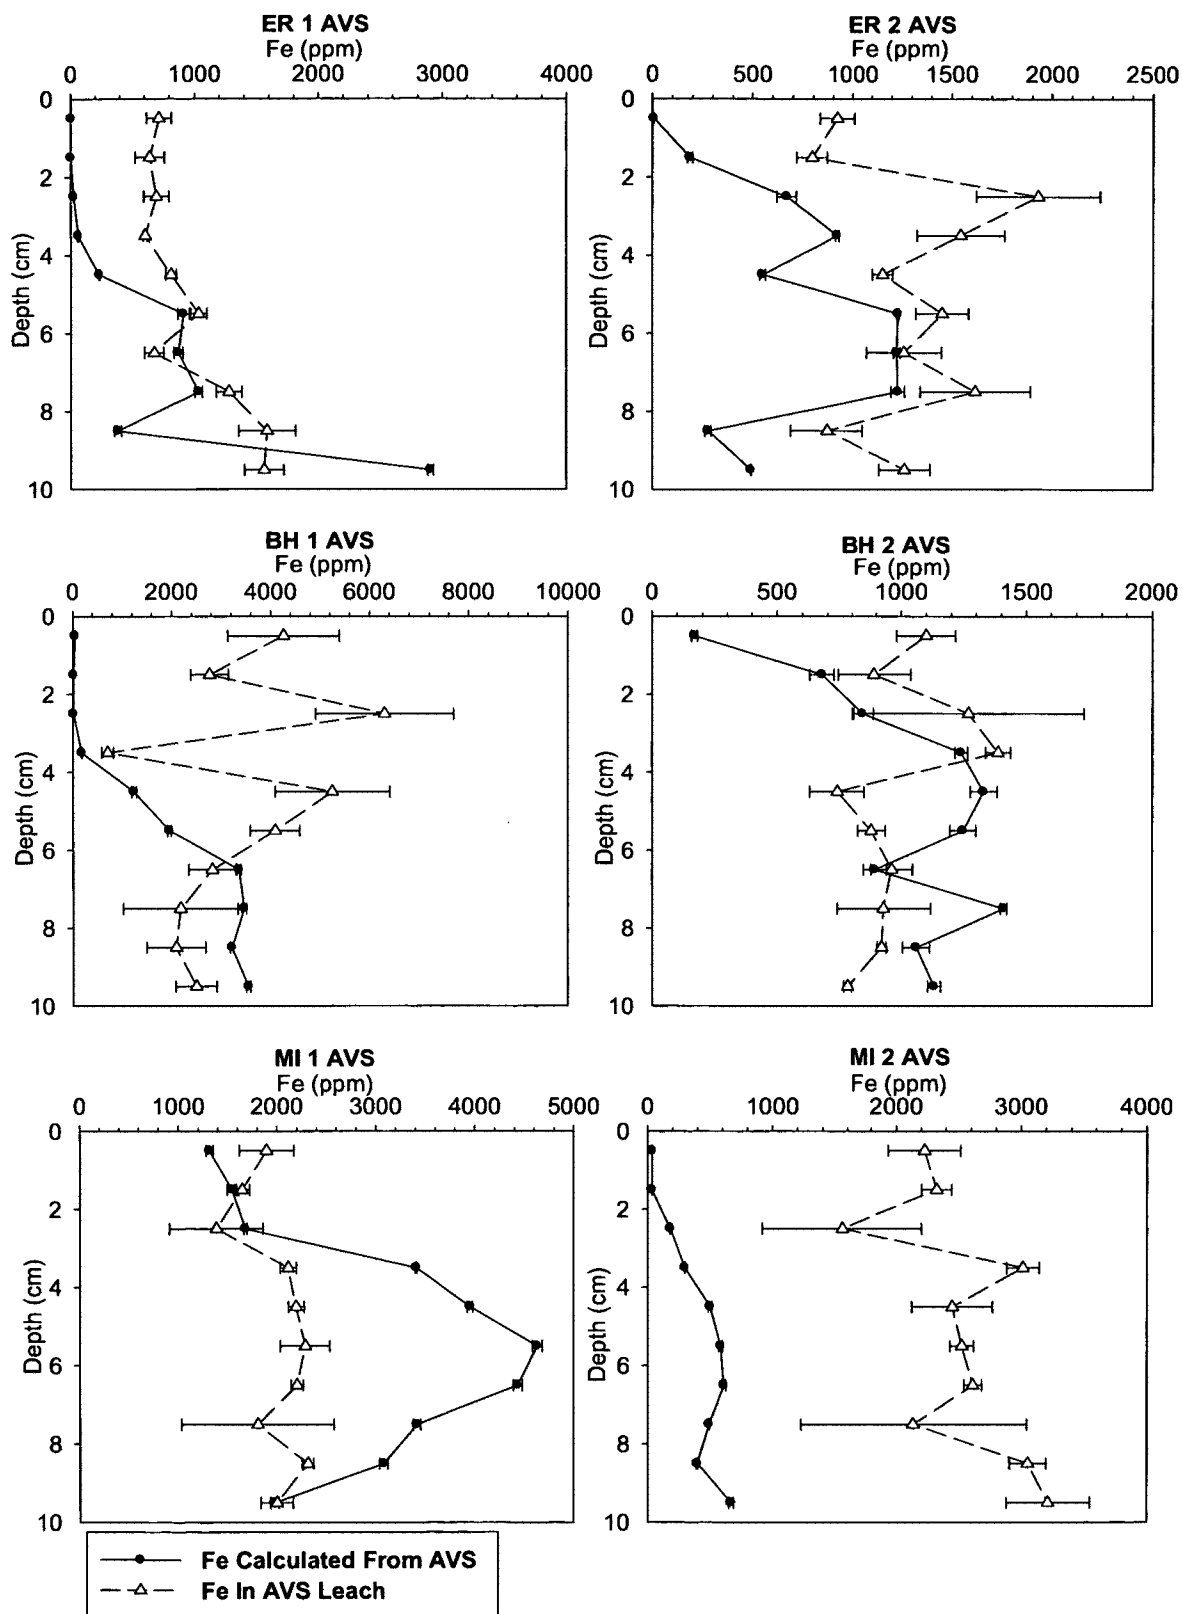 ER 1 AVS
Fe (ppm)
0 1000 2000 3000 4000
Depth (cm)
0
2
4
6
8
10
ER 2 AVS
Fe (ppm)
0 500 1000 1500 2000 2500
Depth (cm)
0
2
4
6
8
10
BH 1 AVS
Fe (ppm)
0 2000 4000 6000 8000 10000
Depth (cm)
0
2
4
6
8
10
BH 2 AVS
Fe (ppm)
0 500 1000 1500 2000
Depth (cm)
0
2
4
6
8
10
MI 1 AVS
Fe (ppm)
0 1000 2000 3000 4000 5000
Depth (cm)
0
2
4
6
8
10
MI 2 AVS
Fe (ppm)
0 1000 2000 3000 4000
Depth (cm)
0
2
4
6
8
10
Fe Calculated From AVS
Fe In AVS Leach